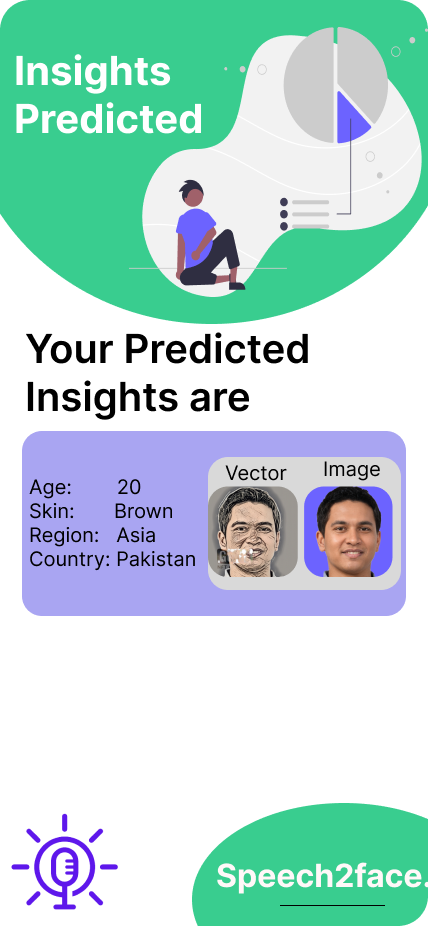 Insights
Predicted
Your Predicted
Insights are
Age: 20
Skin: Brown
Region: Asia
Country: Pakistan
Vector
Image
Speech2face.